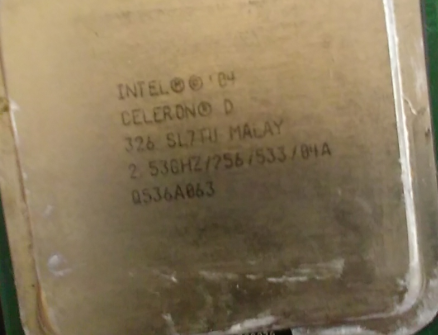 INTEL®©'04
CELERON® D
326 SL7TU MALAY
2.53GHZ/256/533/04A
Q536A063